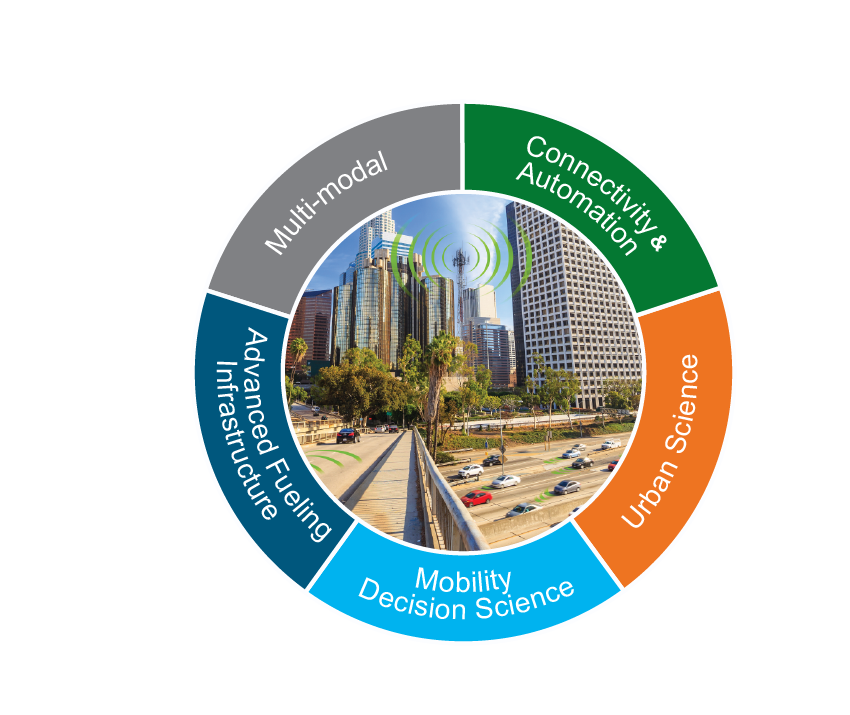 Multi-modal
Connectivity &
Automation
Urban Science
Mobility
Decision Science
Advanced Fueling
Infrastructure